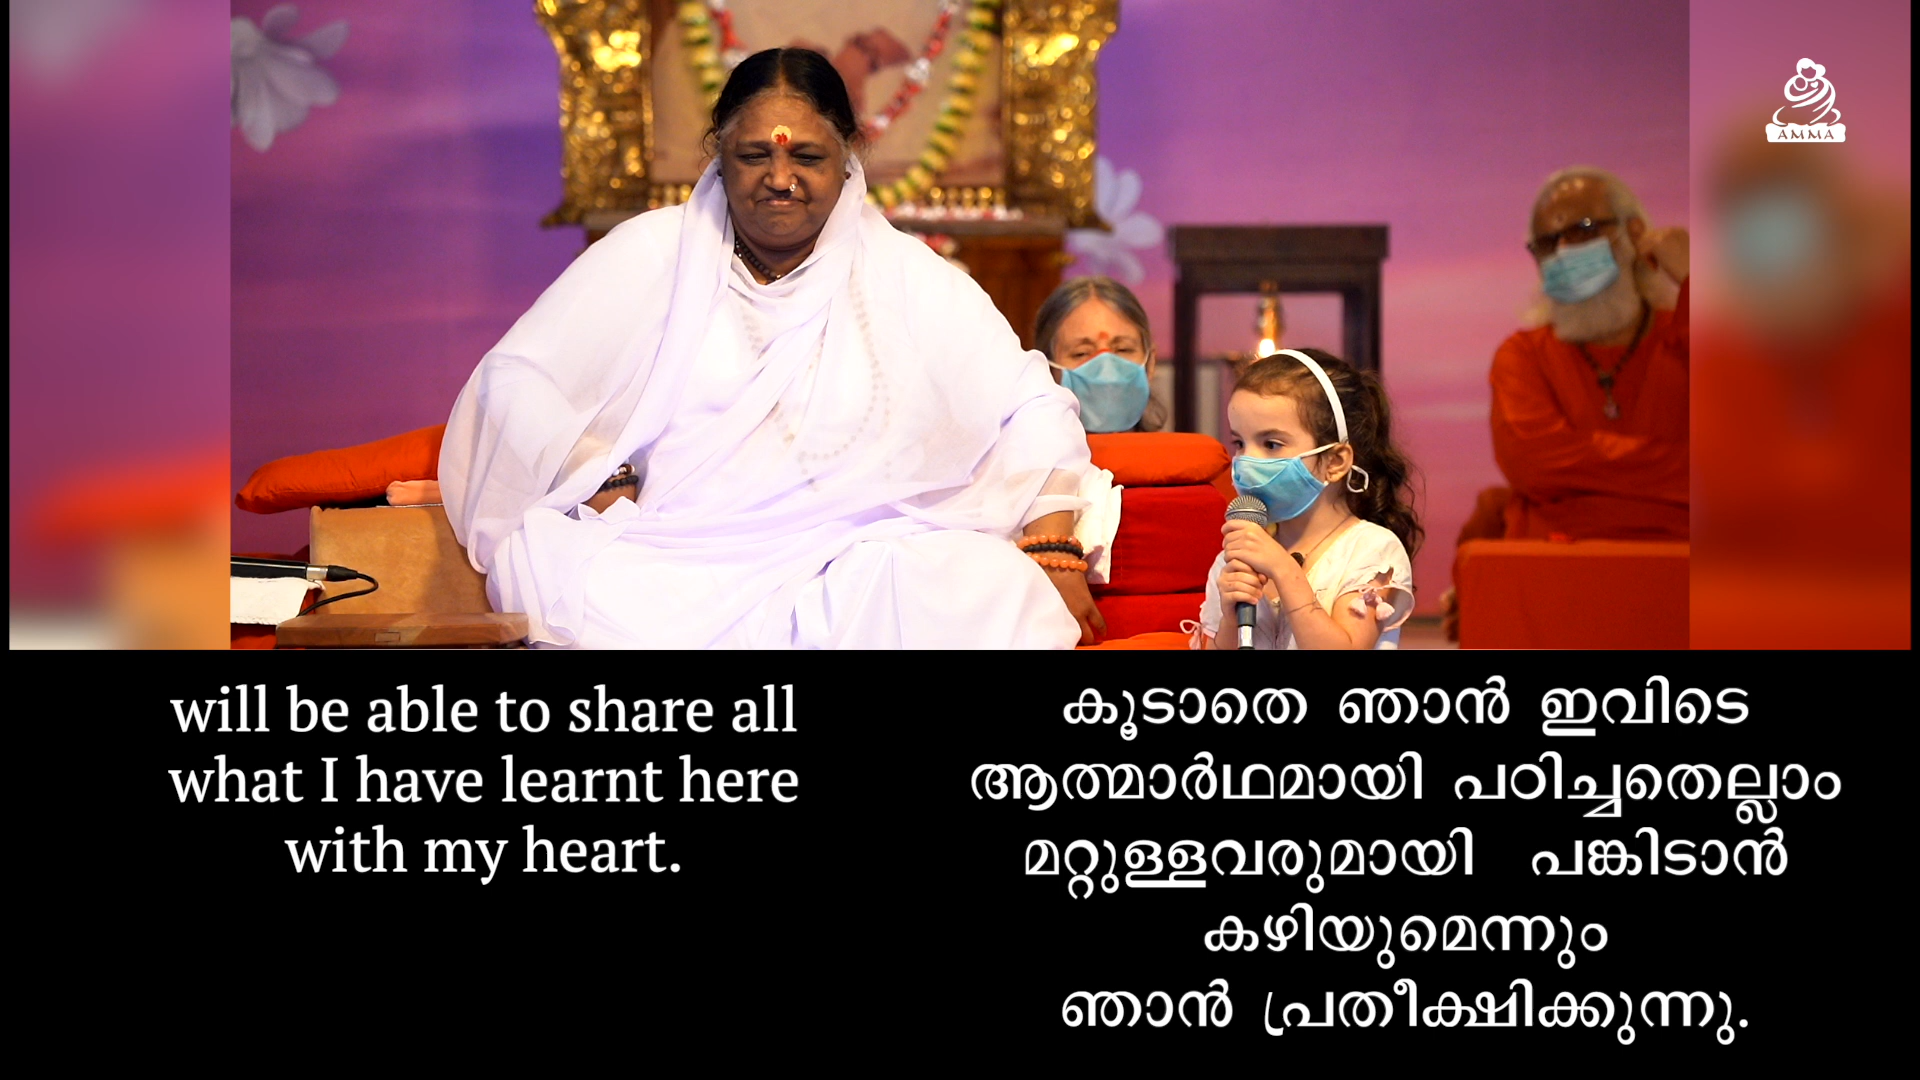 AMMA
will be able to share all
what I have learnt here
with my heart.
കൂടാതെ ഞാൻ ഇവിടെ
ആത്മാർഥമായി പഠിച്ചതെല്ലാം
മറ്റുള്ളവരുമായി പങ്കിടാൻ
കഴിയുമെന്നും
ഞാൻ പ്രതീക്ഷിക്കുന്നു.